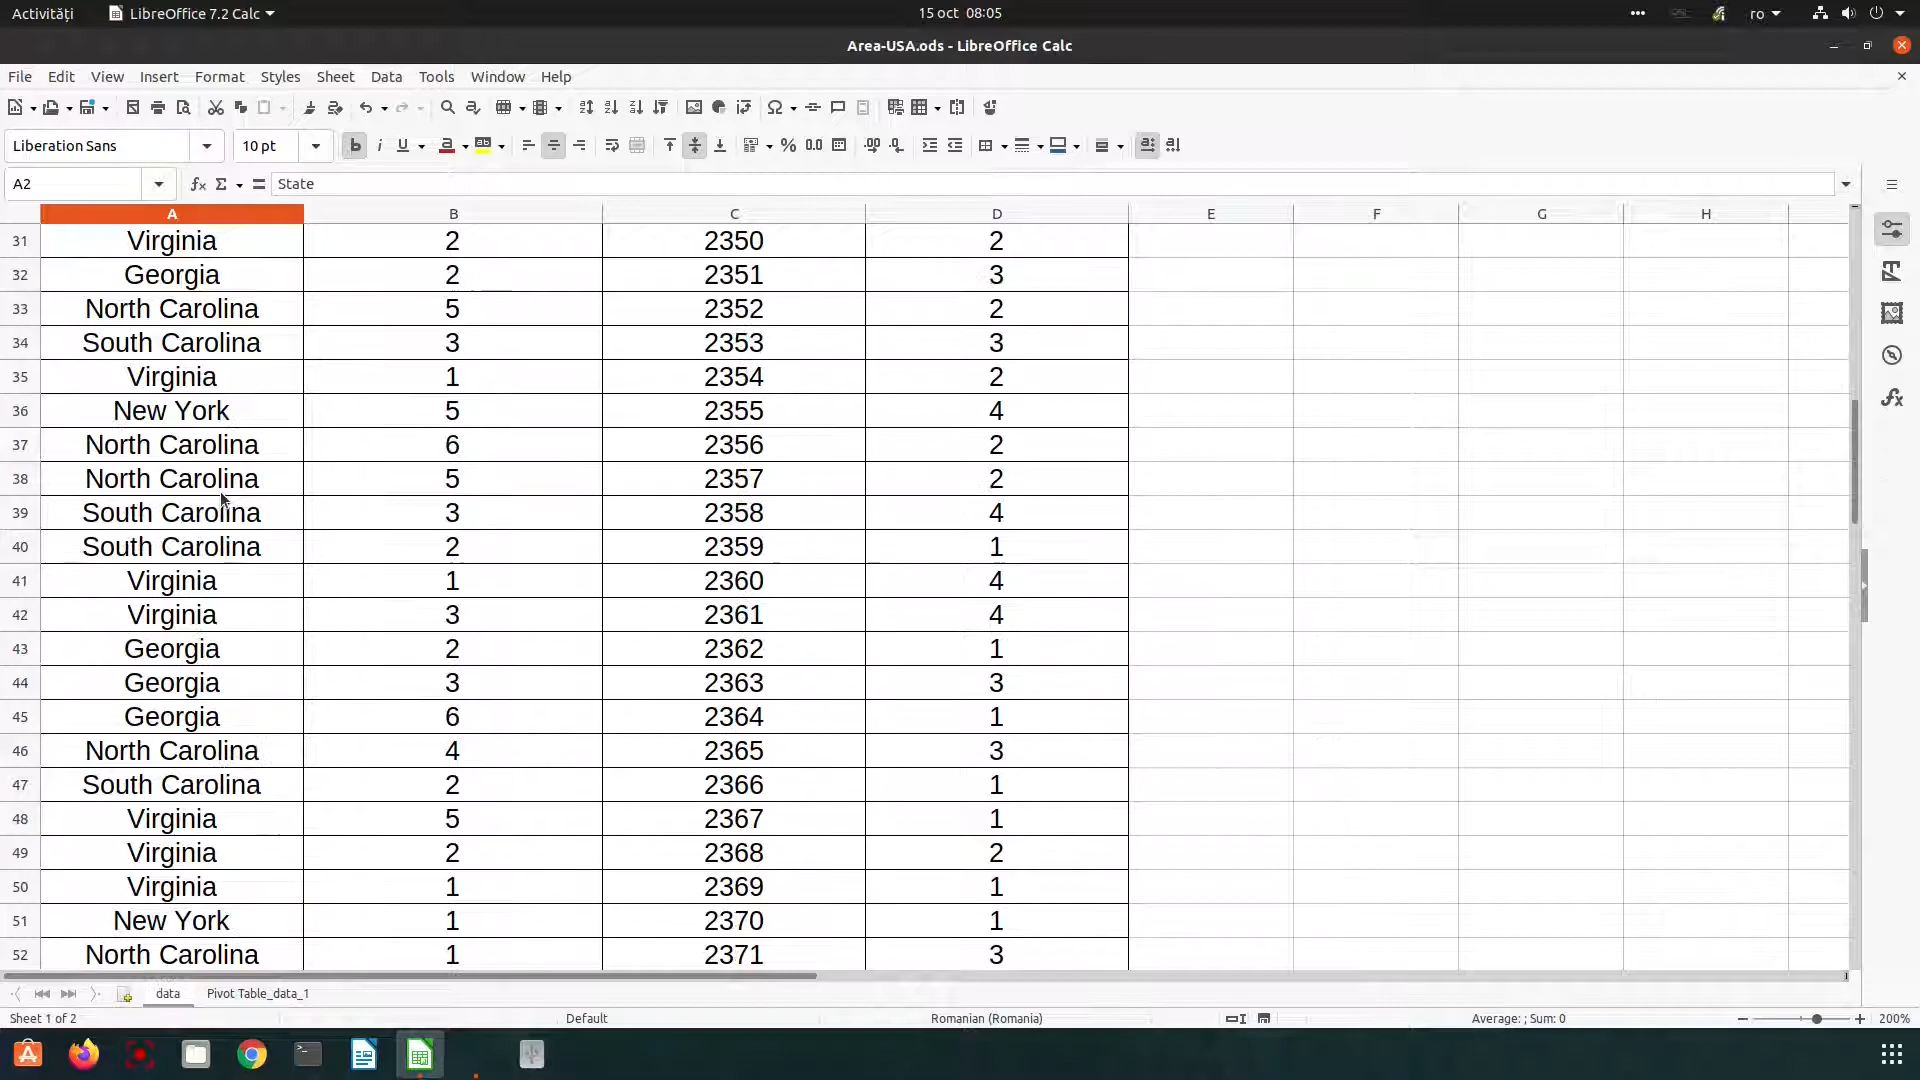 Activități
LibreOffice 7.2 Calc
15 oct 08:05
ro
Area-USA.ods - LibreOffice Calc
File Edit View Insert Format Styles Sheet Data Tools Window Help
Liberation Sans
10 pt
A2
State
A B C D E F G H
31 Virginia 2 2350 2
32 Georgia 2 2351 3
33 North Carolina 5 2352 2
34 South Carolina 3 2353 3
35 Virginia 1 2354 2
36 New York 5 2355 4
37 North Carolina 6 2356 2
38 North Carolina 5 2357 2
39 South Carolina 3 2358 4
40 South Carolina 2 2359 1
41 Virginia 1 2360 4
42 Virginia 3 2361 4
43 Georgia 2 2362 1
44 Georgia 3 2363 3
45 Georgia 6 2364 1
46 North Carolina 4 2365 3
47 South Carolina 2 2366 1
48 Virginia 5 2367 1
49 Virginia 2 2368 2
50 Virginia 1 2369 1
51 New York 1 2370 1
52 North Carolina 1 2371 3
data
Pivot Table_data_1
Sheet 1 of 2
Default
Romanian (Romania)
Average: ; Sum: 0
200%